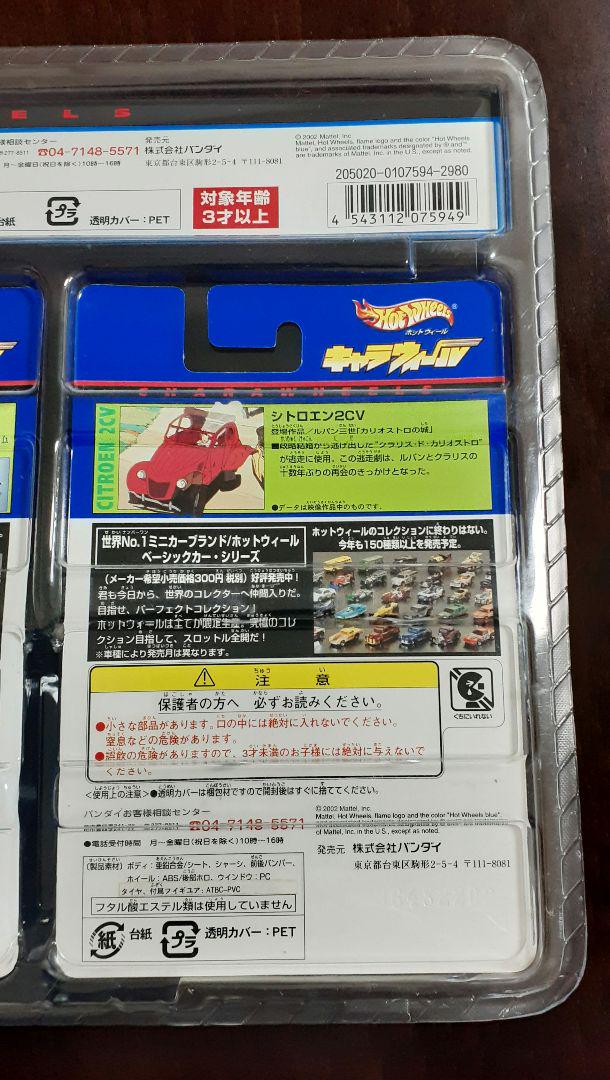 ELS
様相談センター
☎04-7148-5571
月～金曜日(祝日を除く)10時～16時
発売元
株式会社バンダイ
東京都台東区駒形2-5-4 〒111-8081
© 2002 Mattel, Inc.
Mattel, Hot Wheels, flame logo and the color "Hot Wheels
blue", and associated trademarks designated by ® and™
are trademarks of Mattel, Inc in the U.S., except as noted.
205020-0107594-2980
4 543112 075949
台紙
プラ
透明カバー：PET
対象年齢
3才以上
Hot Wheels®
ホットウィール
キャラウィール
CHARAWHEELS
CITROEN 2CV
シトロエン2CV
登場作品／ルパン三世「カリオストロの城」
■政略結婚から逃げ出した"クラリス・ド・カリオストロ"
が逃走に使用。この逃走劇は、ルパンとクラリスの
十数年ぶりの再会のきっかけとなった。
●データは映像作品中のものです。
世界No.1ミニカーブランド/ホットウィール
ベーシックカー・シリーズ
(メーカー希望小売価格300円 税別) 好評発売中！
君も今日から、世界のコレクターへ仲間入りだ。
目指せ、パーフェクトコレクション！
ホットウィールは全てが限定生産。究極のコレ
クション目指して、スロットル全開だ！
※車種により発売月は異なります。
ホットウィールのコレクションに終わりはない。
今年も150種類以上を発売予定。
注意
保護者の方へ 必ずお読みください。
●小さな部品があります。口の中には絶対に入れないでください。
窒息などの危険があります。
●誤飲の危険がありますので、3才未満のお子様には絶対に与えないで
ください。
くちにいれない
＜使用上の注意＞●透明カバーは梱包材ですので開封後はすぐに捨ててください。
バンダイお客様相談センター
☎04-7148-5571
●電話受付時間 月～金曜日(祝日を除く)10時～16時
© 2002 Mattel, Inc.
Mattel, Hot Wheels, flame logo and the color "Hot Wheels blue",
are trademarks of Mattel, Inc. in the U.S., except as noted.
発売元 株式会社バンダイ
東京都台東区駒形2-5-4 〒111-8081
〔製品素材〕ボディ：亜鉛合金/シート、シャーシ、前後バンパー、
ホイール：ABS/後部ホロ、ウインドウ：PC
タイヤ、付属フィギュア：ATBC-PVC
フタル酸エステル類は使用していません
紙
台紙
プラ
透明カバー：PET